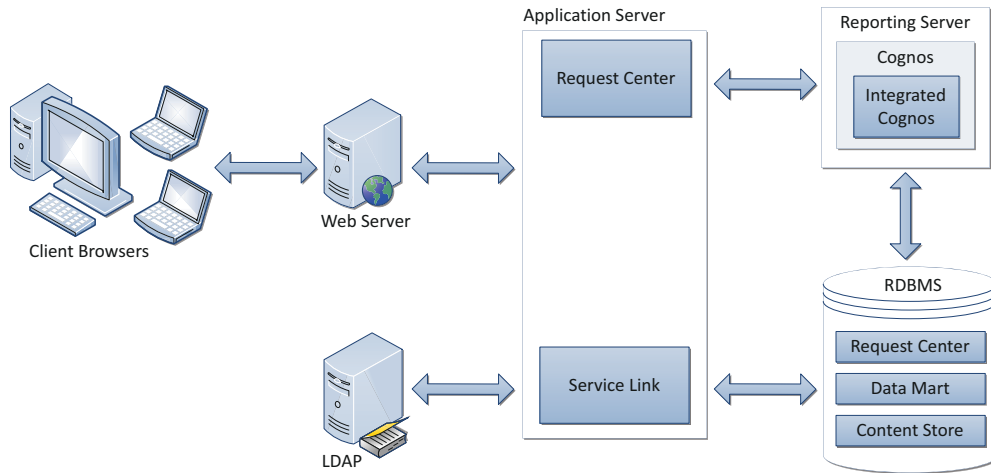 Application Server
Reporting Server
Request Center
Cognos
Integrated
Cognos
Web Server
Client Browsers
RDBMS
Request Center
Data Mart
Content Store
Service Link
LDAP